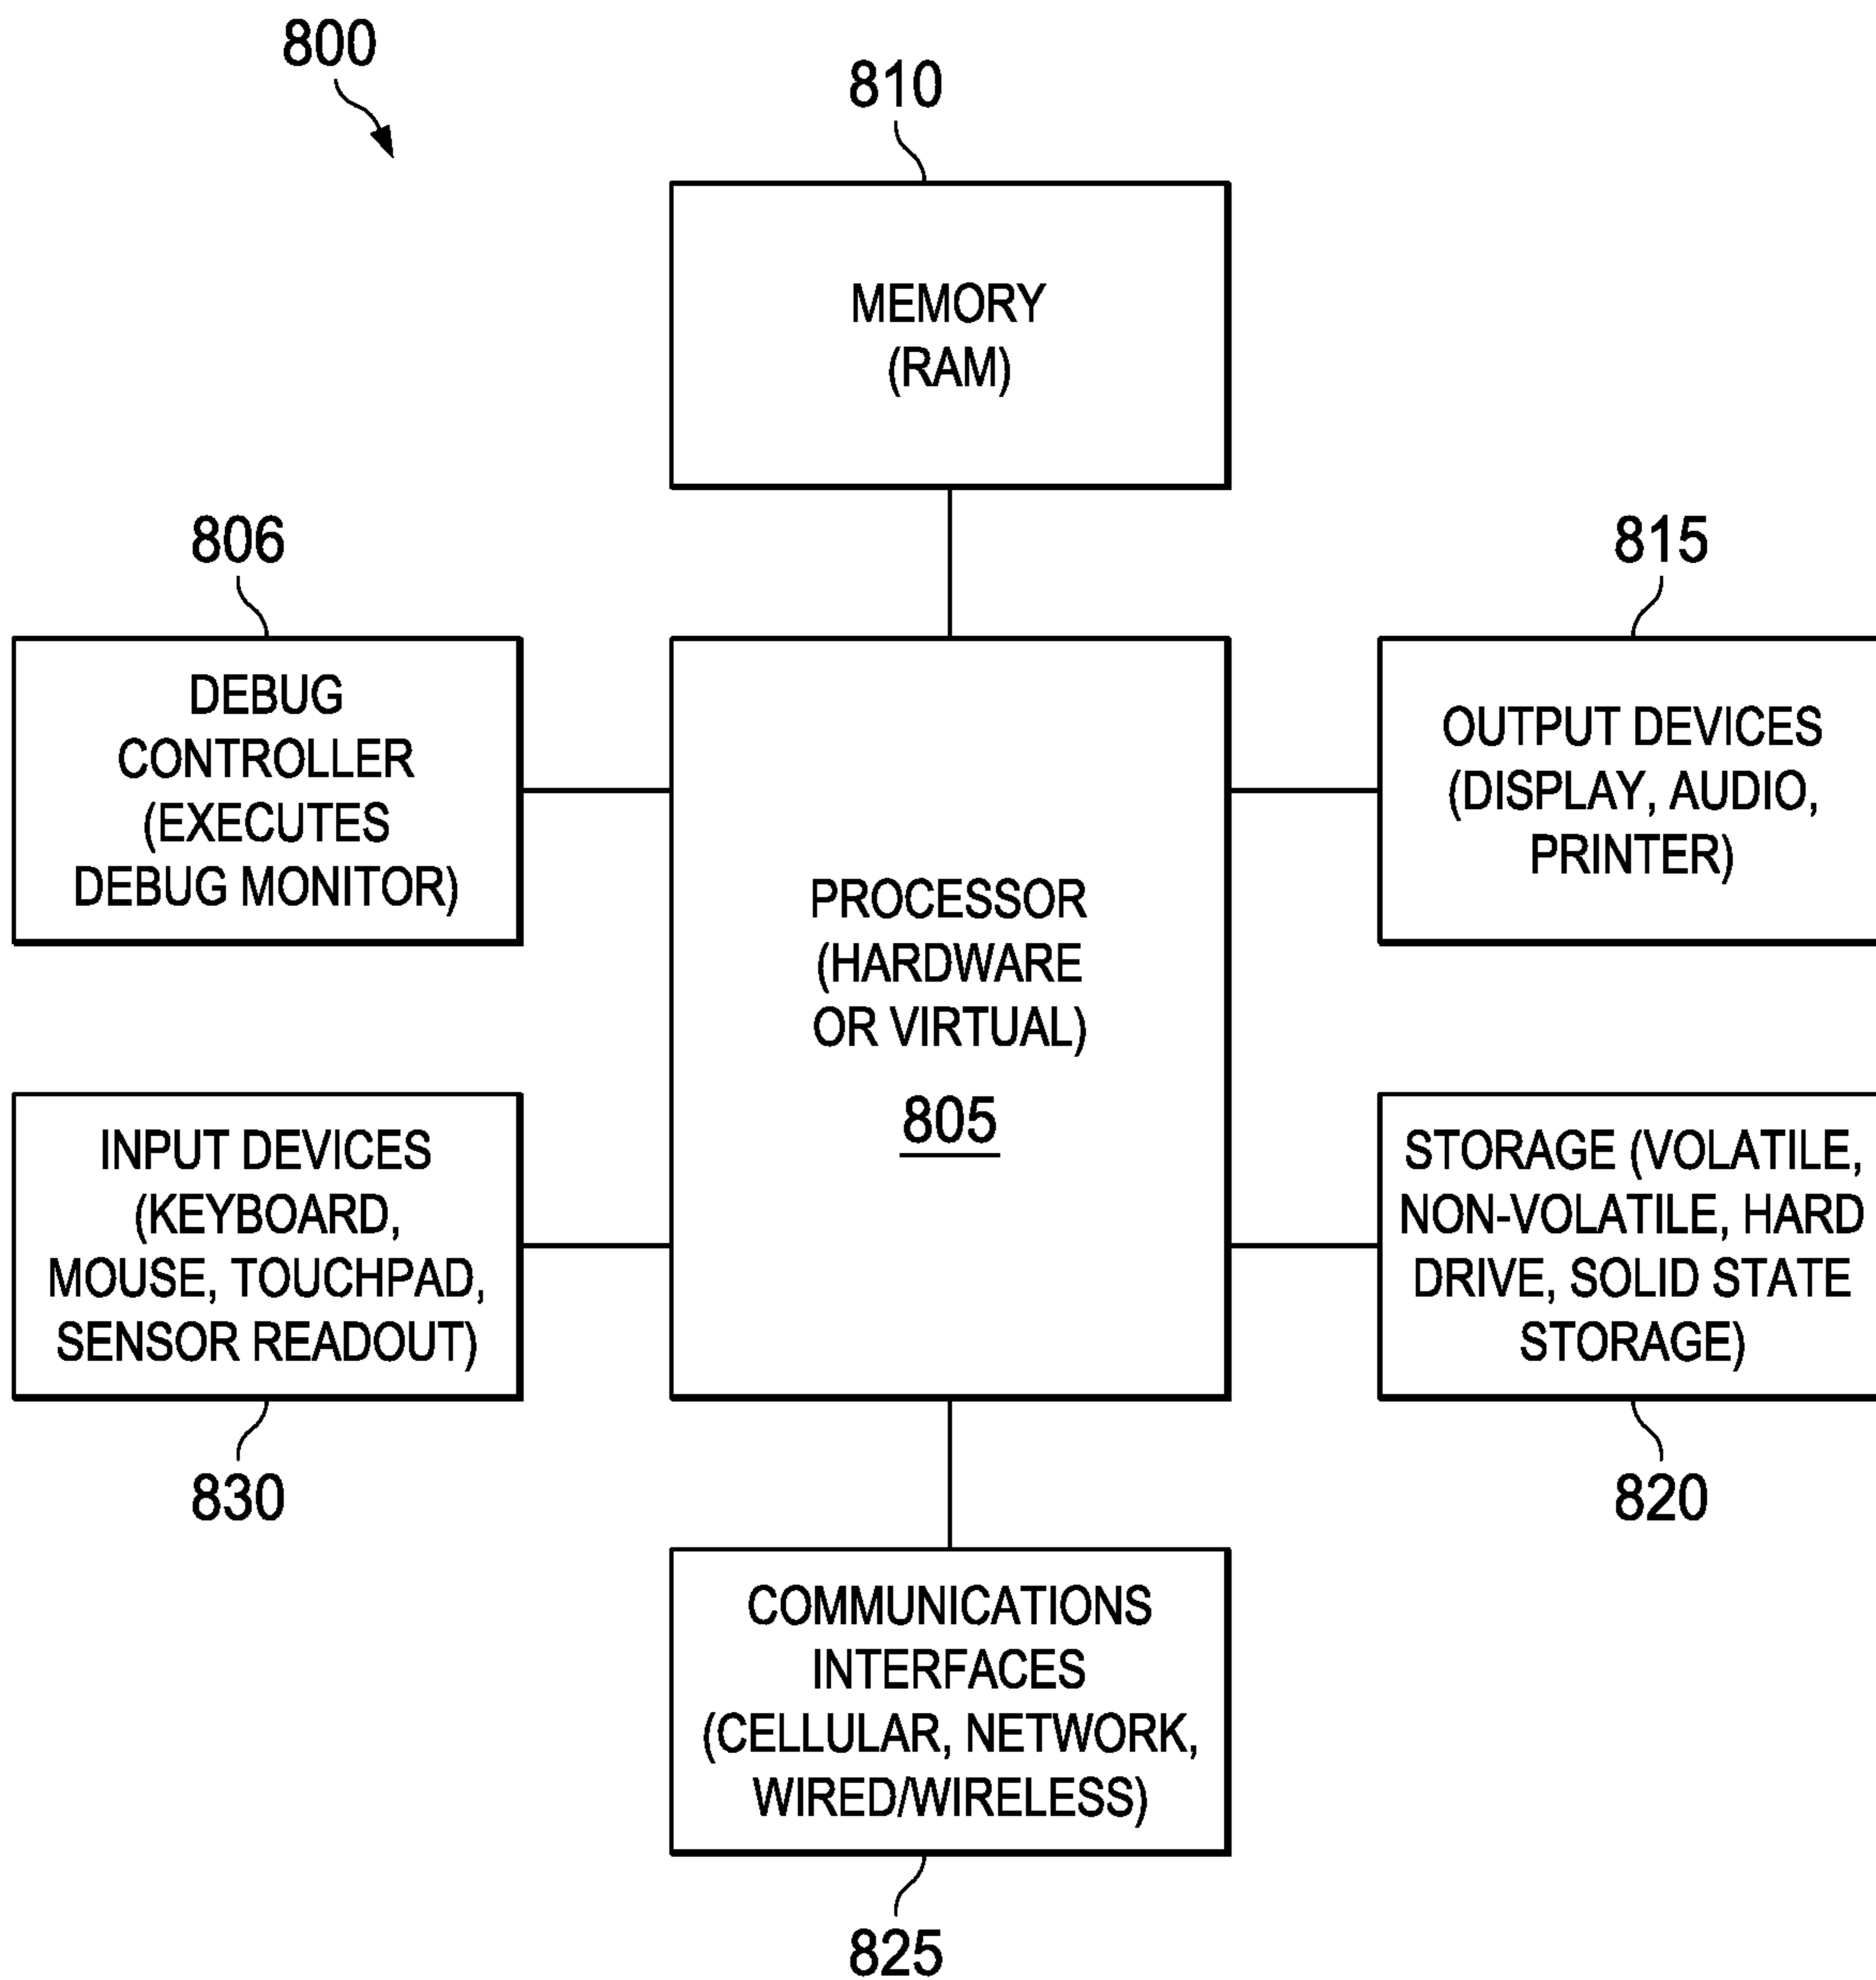 800
810
MEMORY
(RAM)
806
DEBUG
CONTROLLER
(EXECUTES
DEBUG MONITOR)
815
OUTPUT DEVICES
(DISPLAY, AUDIO,
PRINTER)
PROCESSOR
(HARDWARE
OR VIRTUAL)
805
INPUT DEVICES
(KEYBOARD,
MOUSE, TOUCHPAD,
SENSOR READOUT)
830
STORAGE (VOLATILE,
NON-VOLATILE, HARD
DRIVE, SOLID STATE
STORAGE)
820
COMMUNICATIONS
INTERFACES
(CELLULAR, NETWORK,
WIRED/WIRELESS)
825